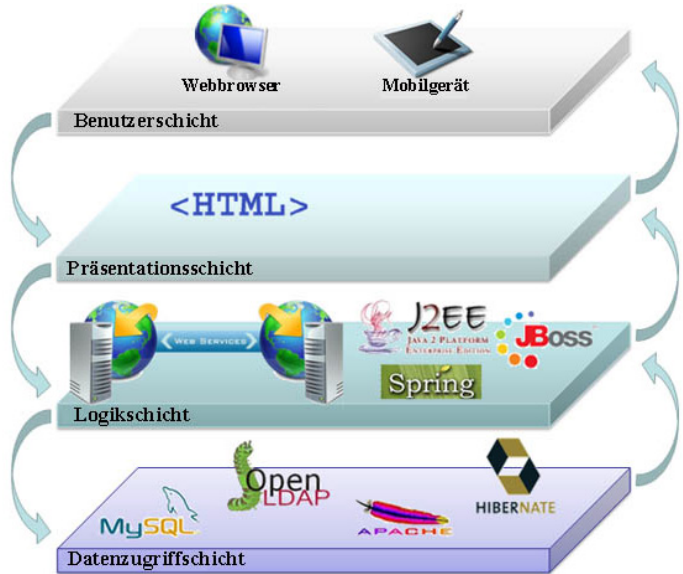 Webbrowser
Mobilgerät
Benutzerschicht
<HTML>
Präsentationsschicht
WEB SERVICES
J2EE
JAVA 2 PLATFORM
ENTERPRISE EDITION
JBoss
Spring
Logikschicht
Open
LDAP
MySQL
APACHE
HIBERNATE
Datenzugriffschicht